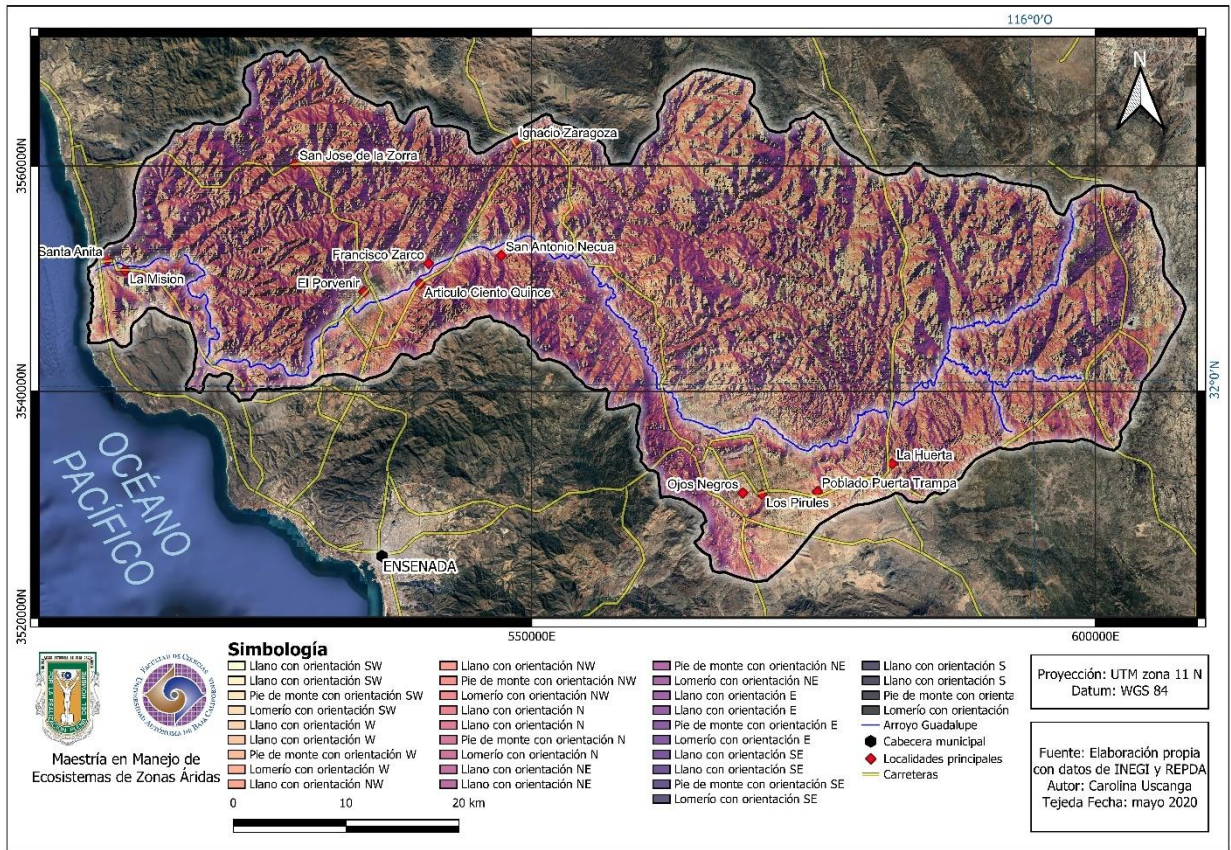 116°0'O
N
Ignacio Zaragoza
San Jose de la Zorra
3560000N
Santa Anita
Francisco Zarco
San Antonio Necua
La Mision
El Porvenir
Articulo Ciento Quince
3540000N
32°0'N
OCÉANO
PACÍFICO
La Huerta
Ojos Negros
Poblado Puerta Trampa
Los Pirules
ENSENADA
3520000N
550000E
600000E
Maestría en Manejo de
Ecosistemas de Zonas Áridas
Simbología
Llano con orientación SW
Llano con orientación SW
Pie de monte con orientación SW
Lomerío con orientación SW
Llano con orientación W
Llano con orientación W
Pie de monte con orientación W
Lomerío con orientación W
Llano con orientación NW
Llano con orientación NW
Pie de monte con orientación NW
Lomerío con orientación NW
Llano con orientación N
Llano con orientación N
Pie de monte con orientación N
Lomerío con orientación N
Llano con orientación NE
Llano con orientación NE
Pie de monte con orientación NE
Lomerío con orientación NE
Llano con orientación E
Llano con orientación E
Pie de monte con orientación E
Lomerío con orientación E
Llano con orientación SE
Llano con orientación SE
Pie de monte con orientación SE
Lomerío con orientación SE
Llano con orientación S
Llano con orientación S
Pie de monte con orienta
Lomerío con orientación
Arroyo Guadalupe
Cabecera municipal
Localidades principales
Carreteras
0 10 20 km
Proyección: UTM zona 11 N
Datum: WGS 84
Fuente: Elaboración propia
con datos de INEGI y REPDA
Autor: Carolina Uscanga
Tejeda Fecha: mayo 2020
FACULTAD DE CIENCIAS
UNIVERSIDAD AUTÓNOMA DE BAJA CALIFORNIA